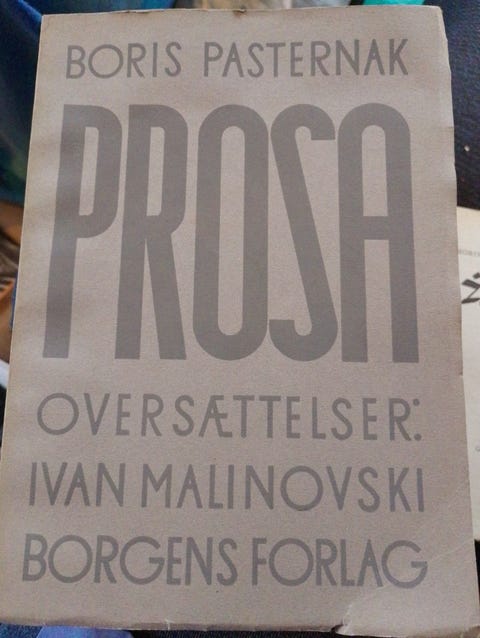 BORIS PASTERNAK
PROSA
OVERSÆTTELSER:
IVAN MALINOVSKI
BORGENS FORLAG